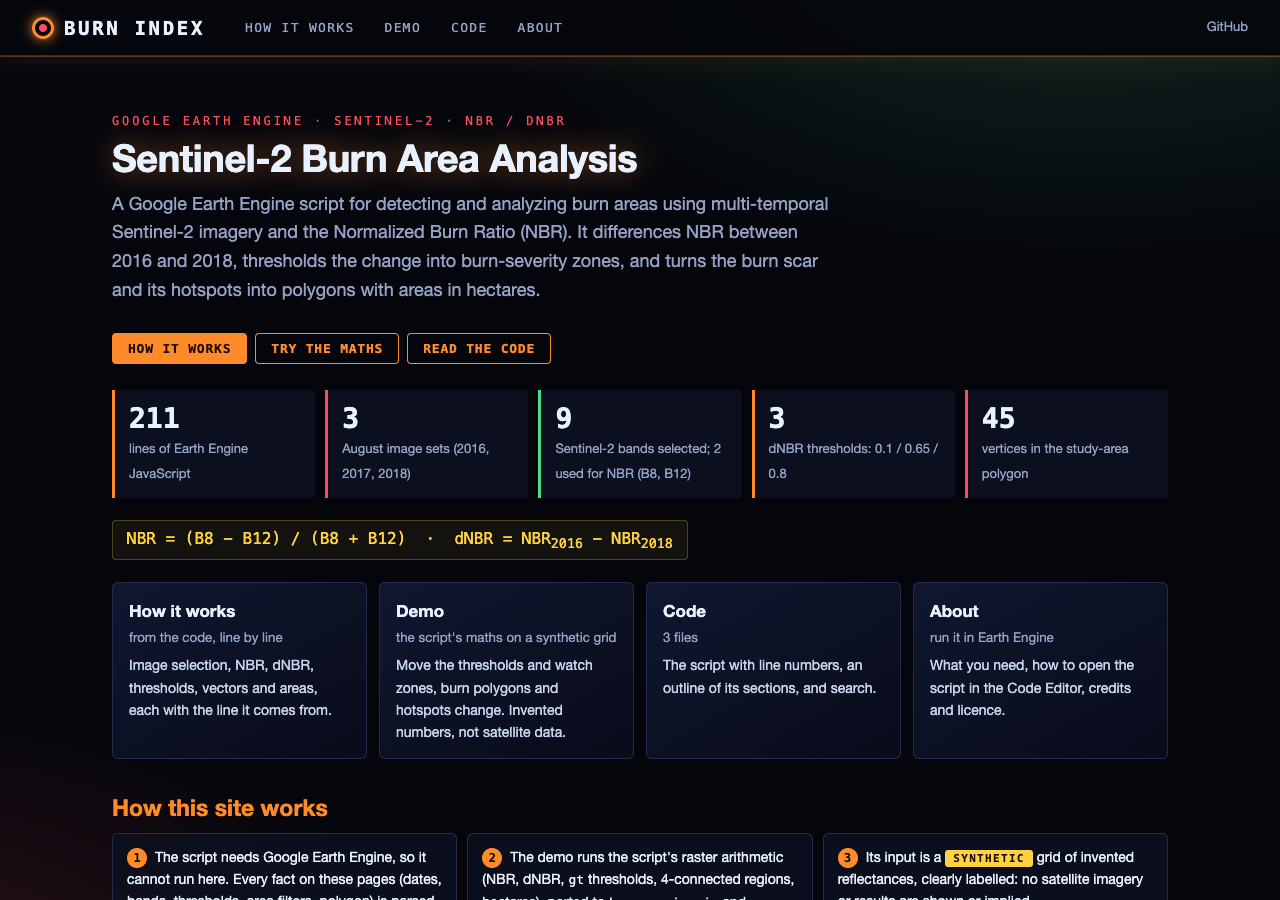 BURN INDEX
HOW IT WORKS DEMO CODE ABOUT
GitHub
GOOGLE EARTH ENGINE · SENTINEL-2 · NBR / DNBR
Sentinel-2 Burn Area Analysis
A Google Earth Engine script for detecting and analyzing burn areas using multi-temporal
Sentinel-2 imagery and the Normalized Burn Ratio (NBR). It differences NBR between
2016 and 2018, thresholds the change into burn-severity zones, and turns the burn scar
and its hotspots into polygons with areas in hectares.
HOW IT WORKS TRY THE MATHS READ THE CODE
211
lines of Earth Engine
JavaScript
3
August image sets (2016,
2017, 2018)
9
Sentinel-2 bands selected; 2
used for NBR (B8, B12)
3
dNBR thresholds: 0.1 / 0.65 /
0.8
45
vertices in the study-area
polygon
NBR = (B8 − B12) / (B8 + B12) · dNBR = NBR2016 − NBR2018
How it works
from the code, line by line
Image selection, NBR, dNBR,
thresholds, vectors and areas,
each with the line it comes from.
Demo
the script's maths on a synthetic grid
Move the thresholds and watch
zones, burn polygons and
hotspots change. Invented
numbers, not satellite data.
Code
3 files
The script with line numbers, an
outline of its sections, and search.
About
run it in Earth Engine
What you need, how to open the
script in the Code Editor, credits
and licence.
How this site works
1 The script needs Google Earth Engine, so it
cannot run here. Every fact on these pages (dates,
2 The demo runs the script's raster arithmetic
(NBR, dNBR, gt thresholds, 4-connected regions,
3 Its input is a SYNTHETIC grid of invented
reflectances, clearly labelled: no satellite imagery